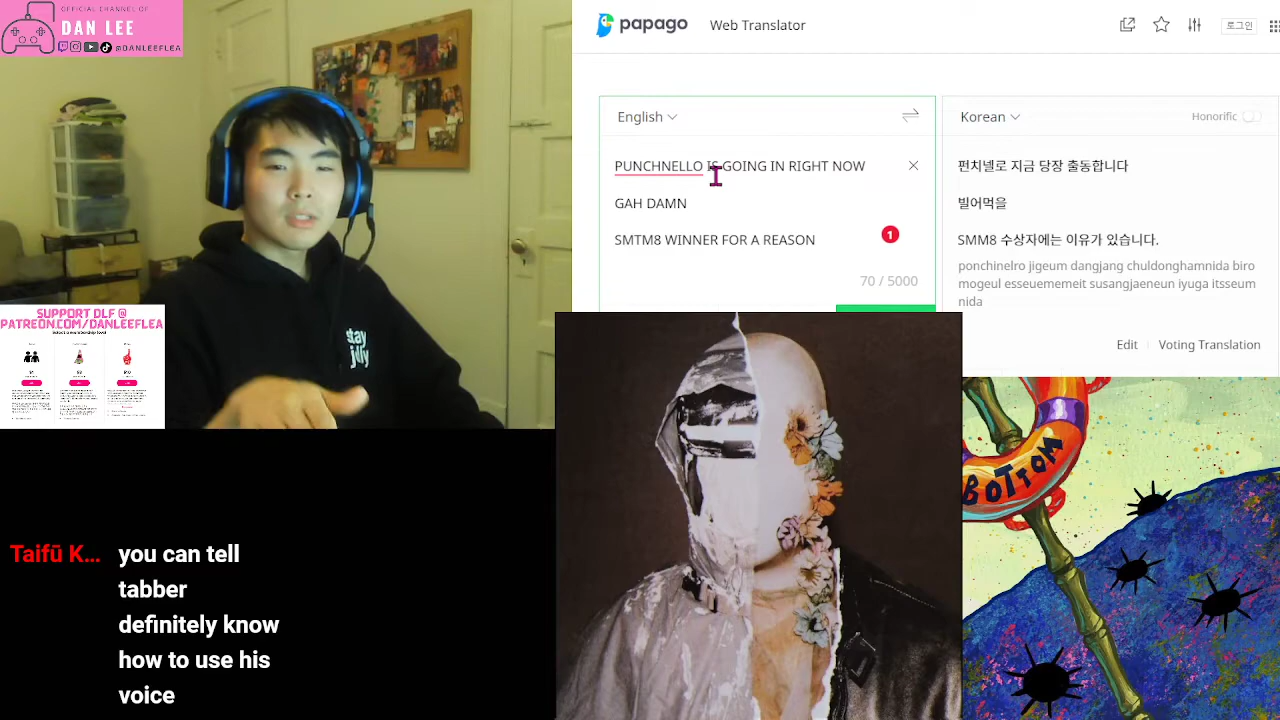 OFFICIAL CHANNEL OF
DAN LEE
@DANLEEFLEA
papago
Web Translator
로그인
English
Korean
Honorific
PUNCHNELLO IS GOING IN RIGHT NOW
GAH DAMN
SMTM8 WINNER FOR A REASON
1
70 / 5000
펀치넬로 지금 당장 출동합니다
빌어먹을
SMM8 수상자에는 이유가 있습니다.
ponchinelro jigeum dangjang chuldonghamnida biro
mogeul esseuememeit susangjaeneun iyuga itsseum
nida
Edit
Voting Translation
stay
jelly
SUPPORT DLF @
PATREON.COM/DANLEEFLEA
BOTTOM
Taifū K...
you can tell
tabber
definitely know
how to use his
voice